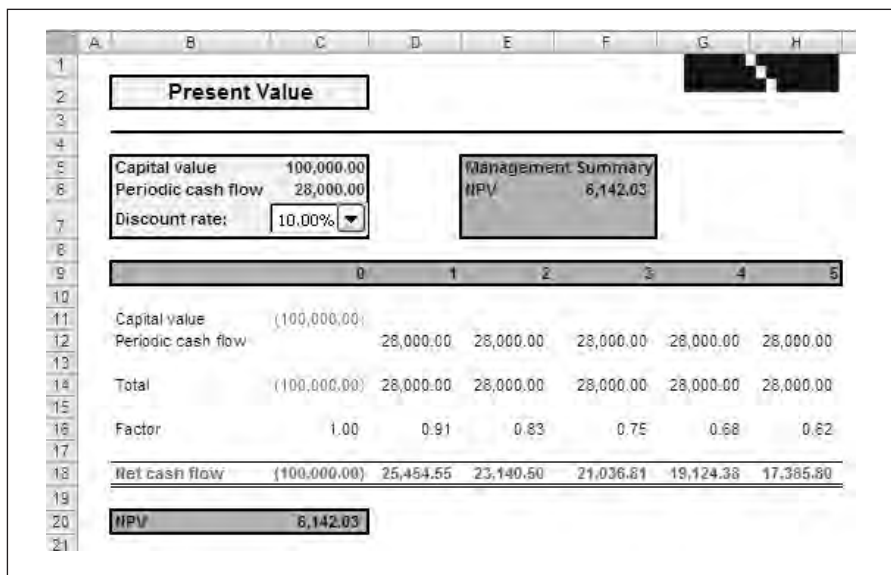 A B C D E F G H
1
2 Present Value
3
4
5 Capital value 100,000.00 Management Summary
6 Periodic cash flow 28,000.00 NPV 6,142.03
7 Discount rate: 10.00%
8
9 0 1 2 3 4 5
10
11 Capital value (100,000.00)
12 Periodic cash flow 28,000.00 28,000.00 28,000.00 28,000.00 28,000.00
13
14 Total (100,000.00) 28,000.00 28,000.00 28,000.00 28,000.00 28,000.00
15
16 Factor 1.00 0.91 0.83 0.75 0.68 0.62
17
18 Net cash flow (100,000.00) 25,454.55 23,140.50 21,036.81 19,124.38 17,385.80
19
20 NPV 6,142.03
21